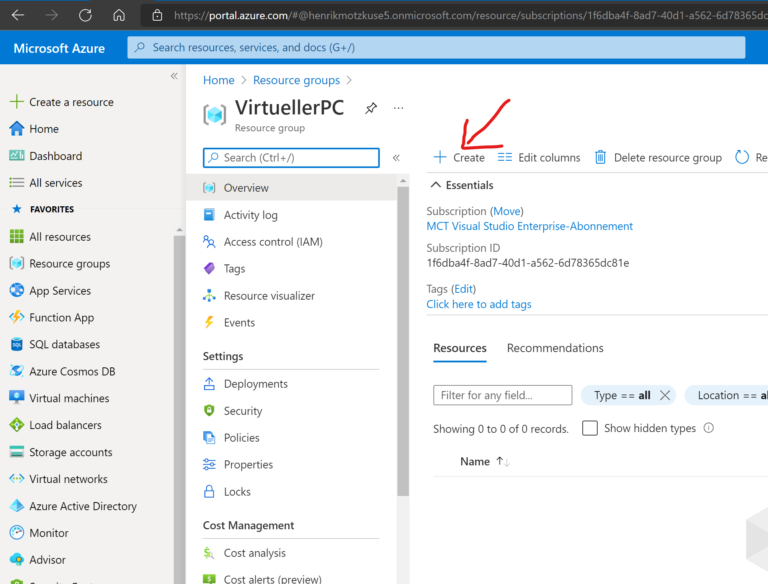 https://portal.azure.com/#@henrikmotzkuse5.onmicrosoft.com/resource/subscriptions/1f6dba4f-8ad7-40d1-a562-6d78365dc
Microsoft Azure
Search resources, services, and docs (G+/)
Create a resource
Home
Dashboard
All services
FAVORITES
All resources
Resource groups
App Services
Function App
SQL databases
Azure Cosmos DB
Virtual machines
Load balancers
Storage accounts
Virtual networks
Azure Active Directory
Monitor
Advisor
Home > Resource groups >
VirtuellerPC
Resource group
Search (Ctrl+/)
Overview
Activity log
Access control (IAM)
Tags
Resource visualizer
Events
Settings
Deployments
Security
Policies
Properties
Locks
Cost Management
Cost analysis
Cost alerts (preview)
Create Edit columns Delete resource group Re
Essentials
Subscription (Move)
MCT Visual Studio Enterprise-Abonnement
Subscription ID
1f6dba4f-8ad7-40d1-a562-6d78365dc81e
Tags (Edit)
Click here to add tags
Resources Recommendations
Filter for any field... Type == all Location == al
Showing 0 to 0 of 0 records. Show hidden types
Name